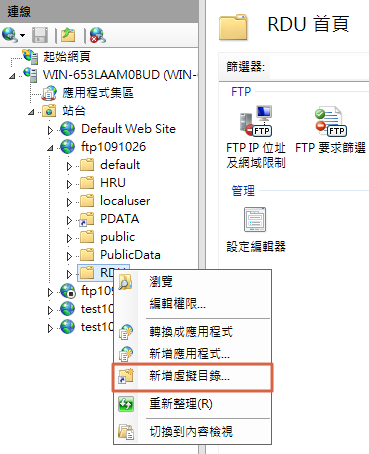 連線
起始網頁
WIN-653LAAM0BUD (WIN-
應用程式集區
站台
Default Web Site
ftp1091026
default
HRU
localuser
PDATA
public
PublicData
RDU
ftp10
test10
test10
瀏覽
編輯權限...
轉換成應用程式
新增應用程式...
新增虛擬目錄...
重新整理(R)
切換到內容檢視
RDU 首頁
篩選器:
FTP
FTP IP 位址
及網域限制
FTP 要求篩選
管理
設定編輯器